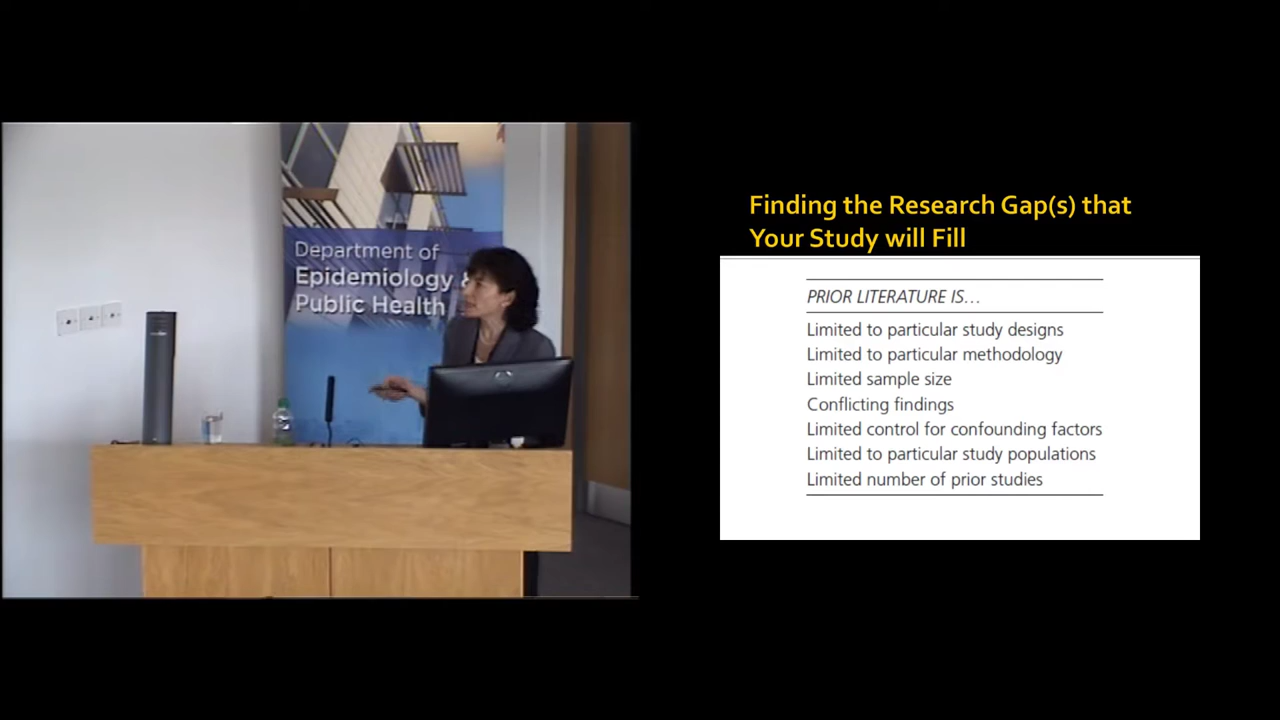 Department of
Epidemiology &
Public Health
Finding the Research Gap(s) that
Your Study will Fill
PRIOR LITERATURE IS...
Limited to particular study designs
Limited to particular methodology
Limited sample size
Conflicting findings
Limited control for confounding factors
Limited to particular study populations
Limited number of prior studies